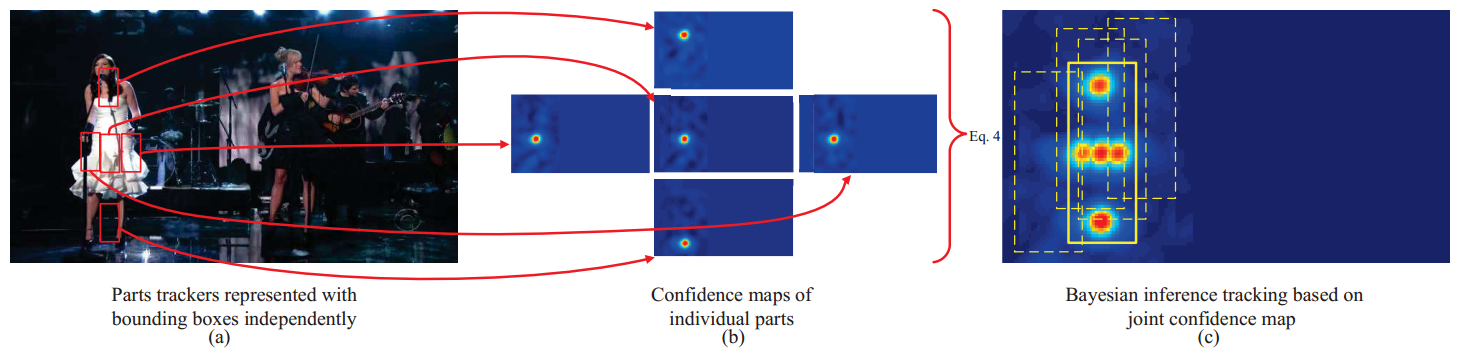 Eq. 4
Parts trackers represented with
bounding boxes independently
(a)
Confidence maps of
individual parts
(b)
Bayesian inference tracking based on
joint confidence map
(c)